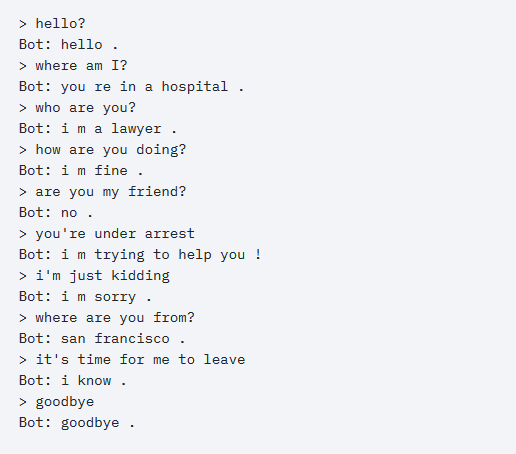 > hello?
Bot: hello .
> where am I?
Bot: you re in a hospital .
> who are you?
Bot: i m a lawyer .
> how are you doing?
Bot: i m fine .
> are you my friend?
Bot: no .
> you're under arrest
Bot: i m trying to help you !
> i'm just kidding
Bot: i m sorry .
> where are you from?
Bot: san francisco .
> it's time for me to leave
Bot: i know .
> goodbye
Bot: goodbye .